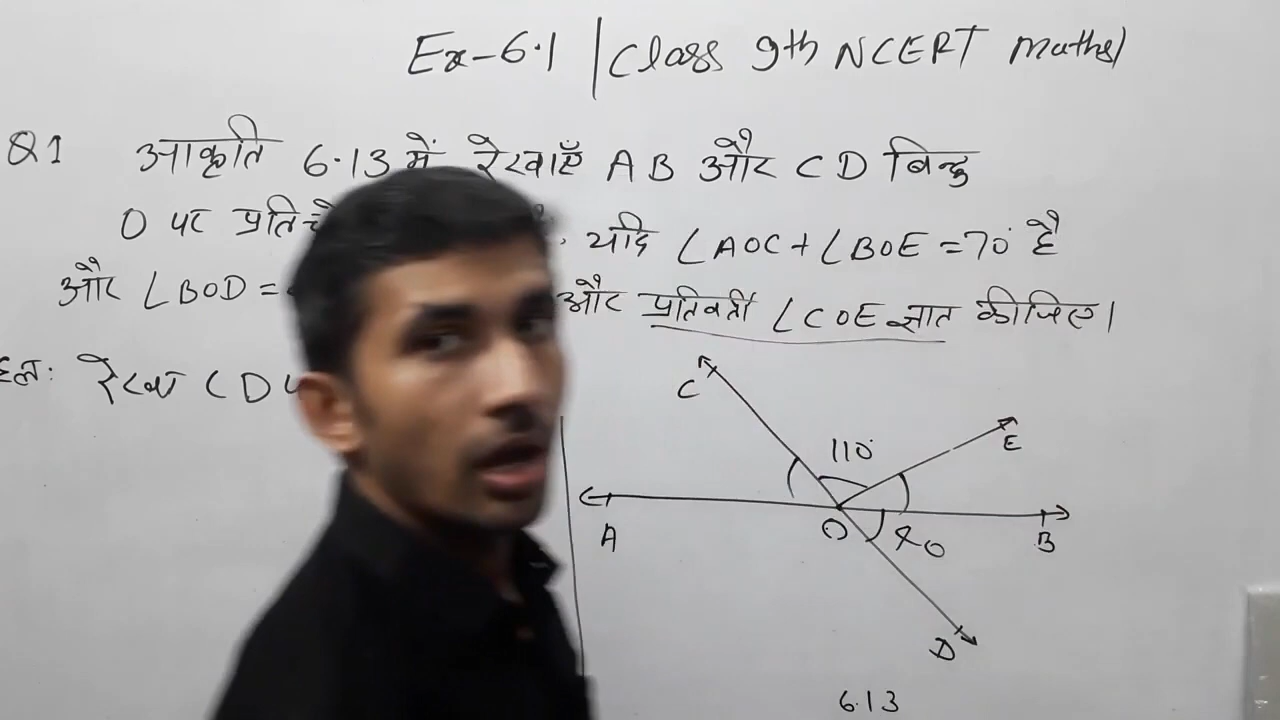 Ex-6.1 | Class 9th NCERT Maths|
Q1 आकृति 6.13 में रेखाएँ AB और CD बिन्दु
O पर यदि ∠AOC+∠BOE=70° है
और ∠BOD= और प्रतिवर्ती ∠COE ज्ञात कीजिए।
हल: रेखा CD
C
E
110°
A
O
40
B
D
6.13